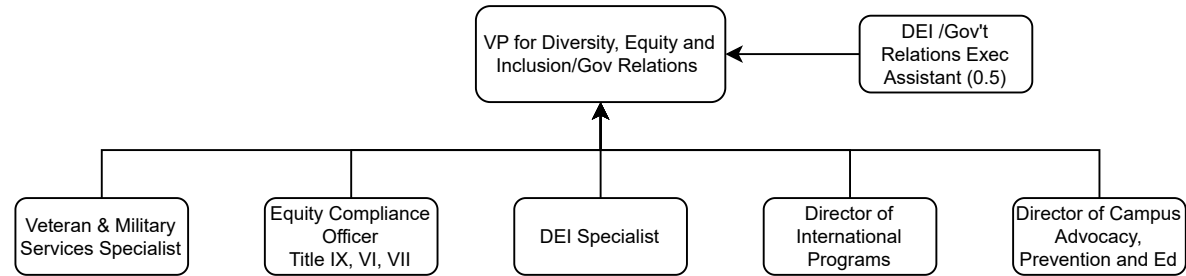 VP for Diversity, Equity and
Inclusion/Gov Relations
DEI /Gov't
Relations Exec
Assistant (0.5)
Veteran & Military
Services Specialist
Equity Compliance
Officer
Title IX, VI, VII
DEI Specialist
Director of
International
Programs
Director of Campus
Advocacy,
Prevention and Ed